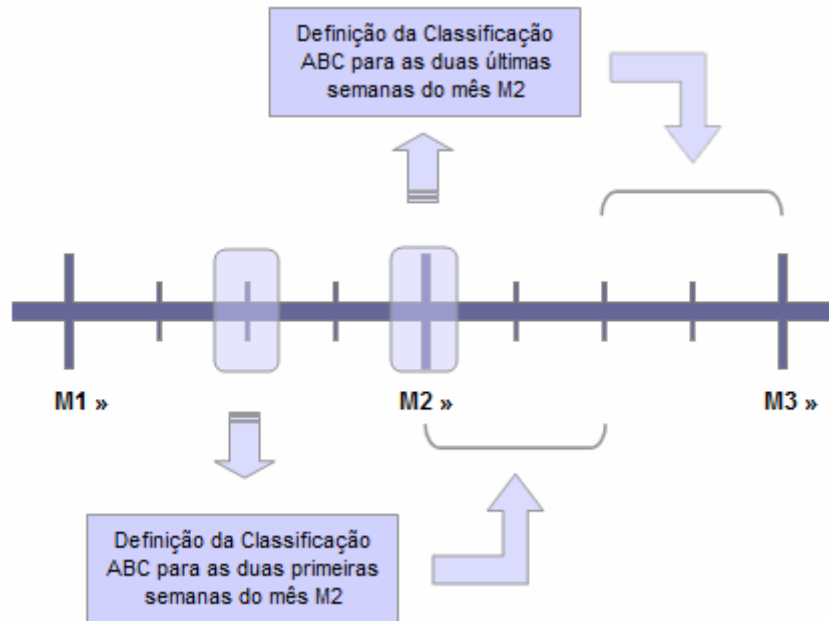 Definição da Classificação
ABC para as duas últimas
semanas do mês M2
M1 »
M2 »
M3 »
Definição da Classificação
ABC para as duas primeiras
semanas do mês M2